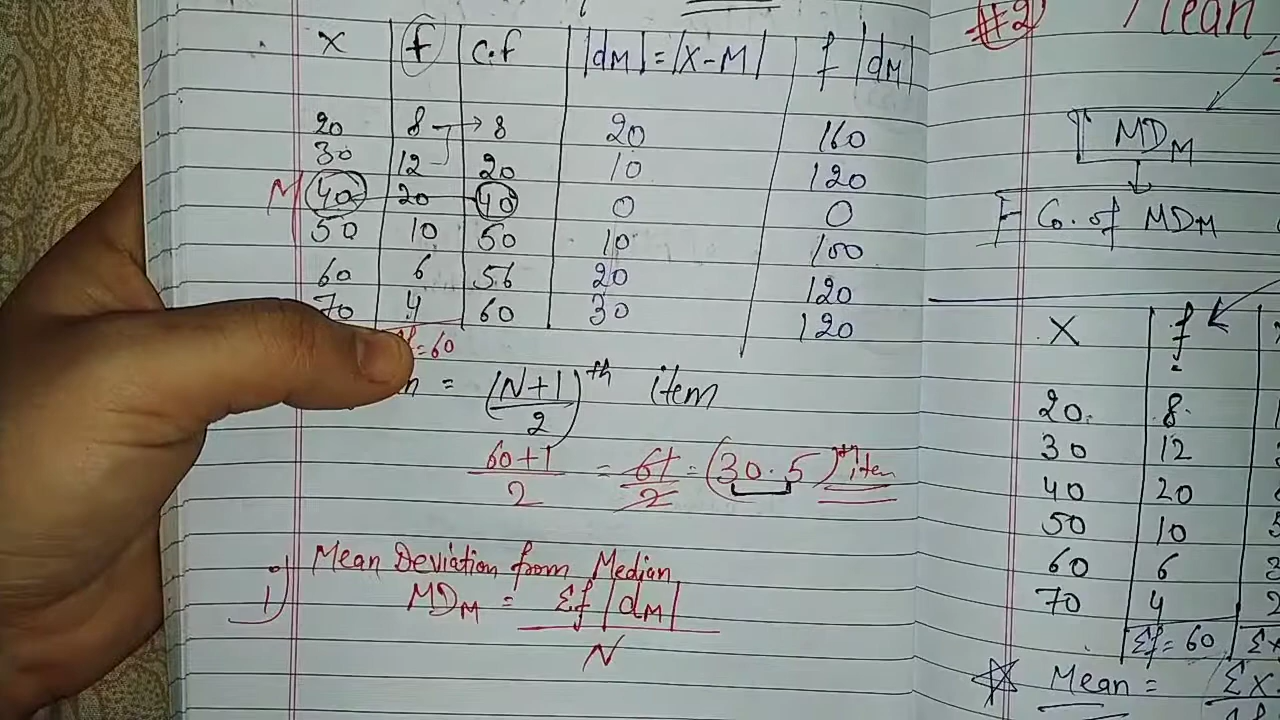 x f c.f |dM| = |X-M| f |dM|
20 8 → 8 20 160
30 12 20 10 120
M 40 20 40 0 0
50 10 50 10 100
60 6 56 20 120
70 4 60 30 120
=60
= (N+1)th item
2
60+1 = 61 = (30.5)th item
2 2
i) Mean Deviation from Median
MDM = Σf |dM|
N
#2)
MDM
Co. of MDM
X f
20 8
30 12
40 20
50 10
60 6
70 4
Σf = 60
Mean = ΣX